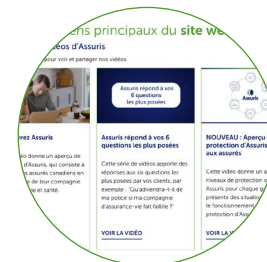 ens principaux du site we
éos d'Assuris
pour voir et partager nos vidéos.
Assuris répond à vos
6 questions
les plus posées
Assuris
rez Assuris
déo donne un aperçu de
d'Assuris, qui consiste à
assurés canadiens en
de leur compagnie
ie et santé.
Assuris répond à vos 6
questions les plus posées
Cette série de vidéos apporte des
réponses aux six questions les
plus posées par vos clients, par
exemple : "Qu'adviendra-t-il de
ma police si ma compagnie
d'assurance-vie fait faillite ?"
VOIR LA VIDÉO
NOUVEAU : Aperçu
protection d'Assuris
aux assurés
Cette vidéo donne un a
niveaux de protection o
Assuris pour chaque g
présente des situatio
le fonctionnement
protection d'Assu
VOIR LA V